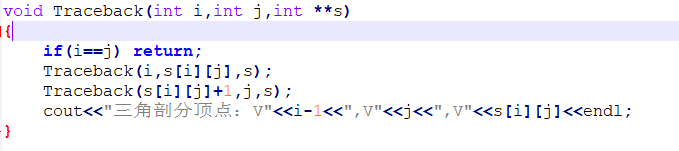 void Traceback(int i,int j,int **s)
{
if(i==j) return;
Traceback(i,s[i][j],s);
Traceback(s[i][j]+1,j,s);
cout<<"三角剖分顶点：V"<<i-1<<",V"<<j<<",V"<<s[i][j]<<endl;
}